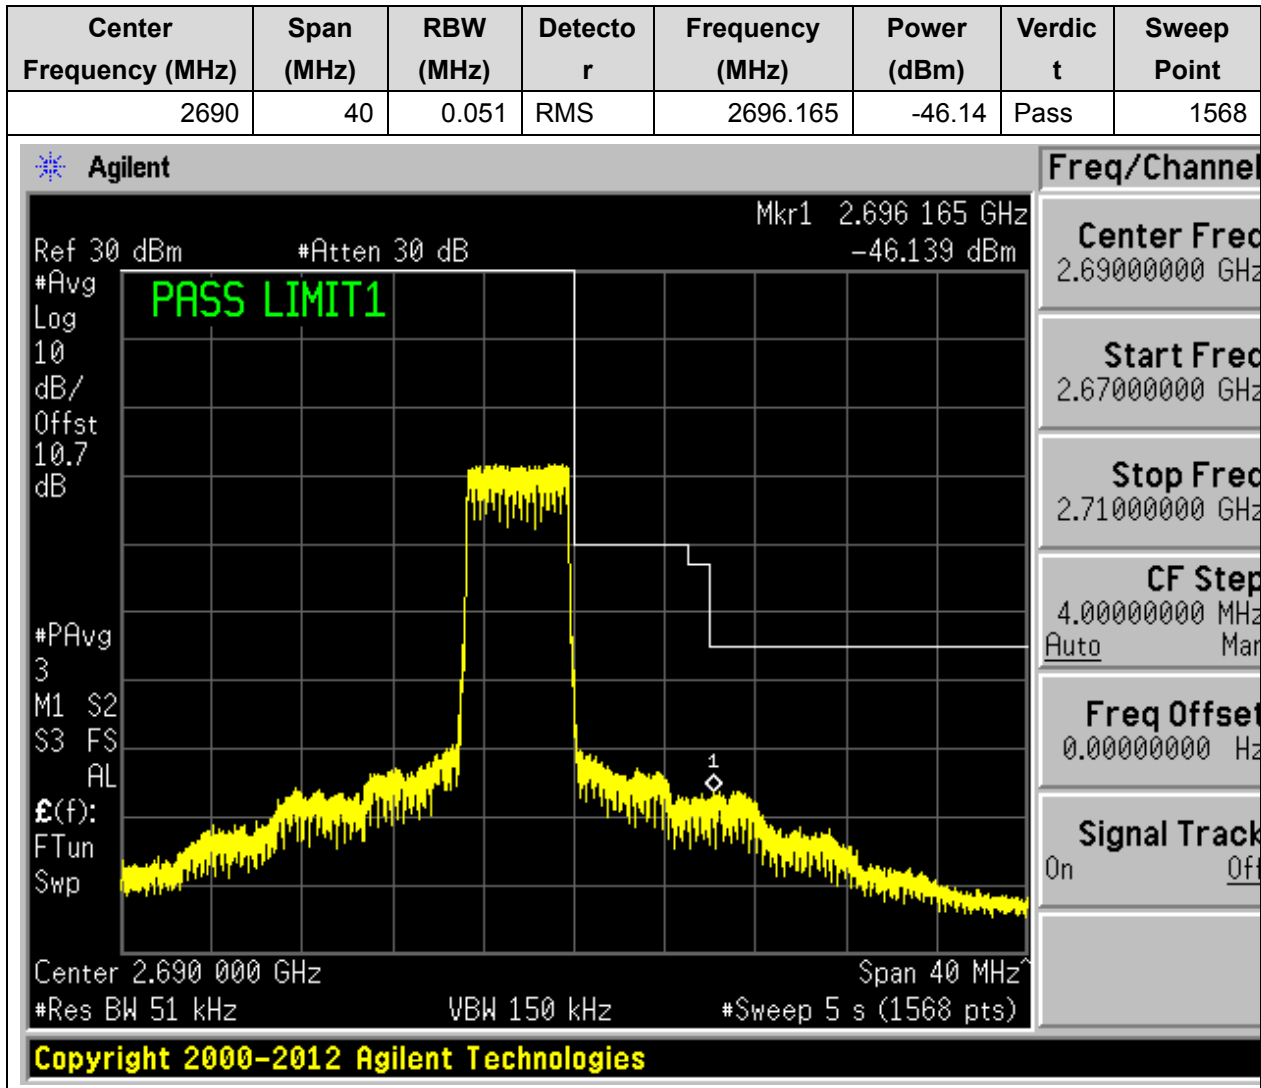 Center Frequency (MHz) Span (MHz) RBW (MHz) Detector Frequency (MHz) Power (dBm) Verdict Sweep Point
2690 40 0.051 RMS 2696.165 -46.14 Pass 1568
Agilent
Freq/Channel
Mkr1 2.696 165 GHz
Ref 30 dBm #Atten 30 dB -46.139 dBm
#Avg
Log
10
dB/
Offst
10.7
dB
PASS LIMIT1
#PAvg
3
M1 S2
S3 FS
AL
£(f):
FTun
Swp
1
Center 2.690 000 GHz Span 40 MHz^
#Res BW 51 kHz VBW 150 kHz #Sweep 5 s (1568 pts)
Center Freq
2.69000000 GHz
Start Freq
2.67000000 GHz
Stop Freq
2.71000000 GHz
CF Step
4.00000000 MHz
Auto Man
Freq Offset
0.00000000 Hz
Signal Track
On Off
Copyright 2000-2012 Agilent Technologies